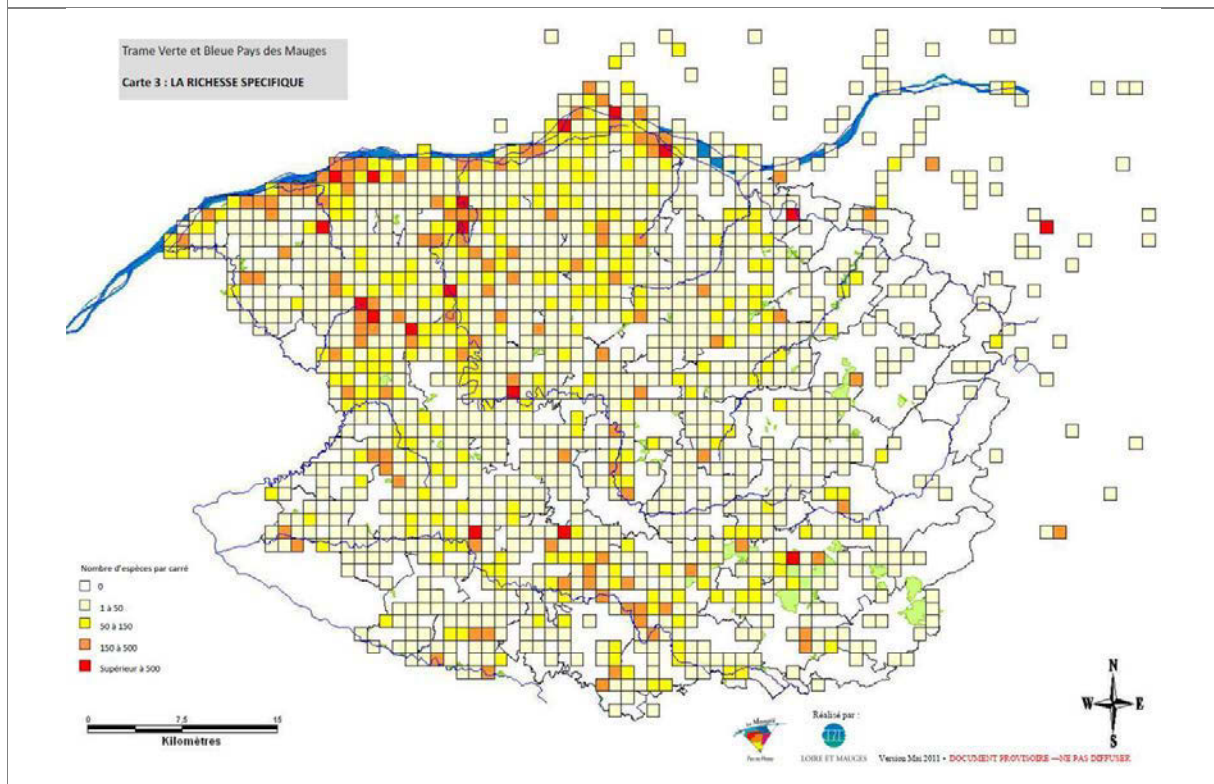 Trame Verte et Bleue Pays des Mauges
Carte 3 : LA RICHESSE SPECIFIQUE
Nombre d'espèces par carré
0
1 à 50
50 à 150
150 à 500
Supérieur à 500
0 7,5 15
Kilomètres
N
W E
S
Réalisé par :
LOIRE ET MAUGES
Version Mai 2011 - DOCUMENT PROVISOIRE —NE PAS DIFFUSER